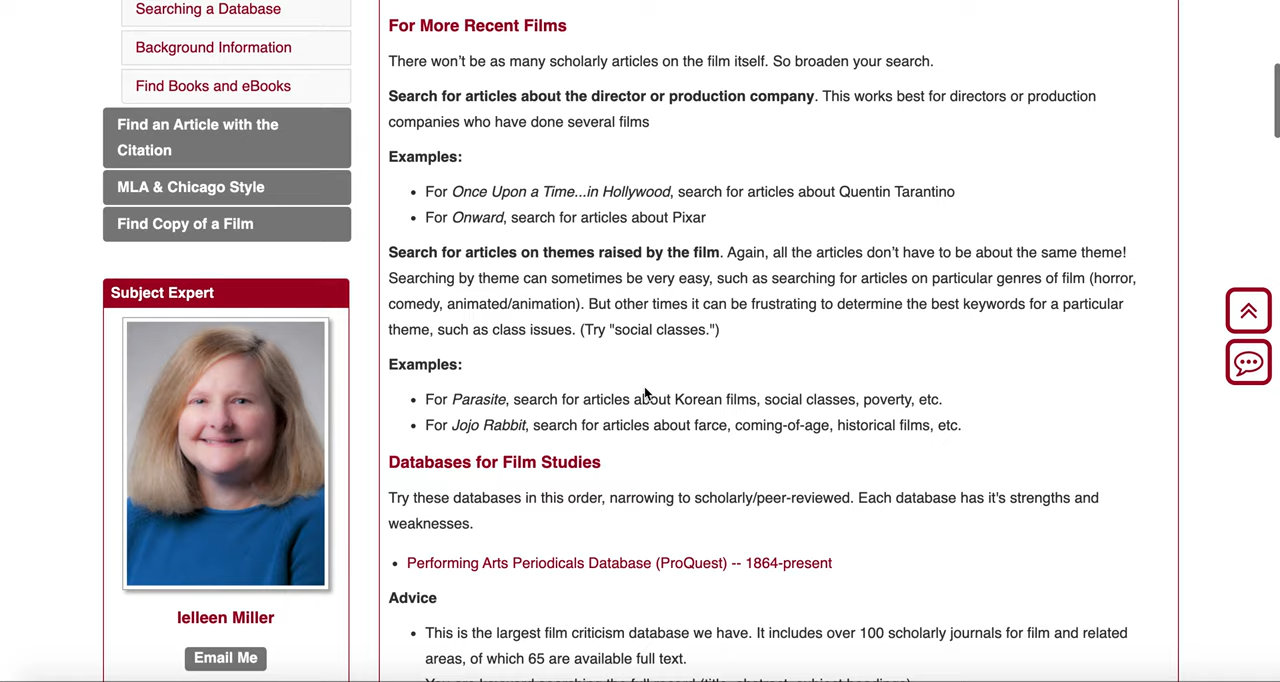 Searching a Database
Background Information
Find Books and eBooks
Find an Article with the
Citation
MLA & Chicago Style
Find Copy of a Film
Subject Expert
Ielleen Miller
Email Me
For More Recent Films
There won't be as many scholarly articles on the film itself. So broaden your search.
Search for articles about the director or production company. This works best for directors or production
companies who have done several films
Examples:
• For Once Upon a Time...in Hollywood, search for articles about Quentin Tarantino
• For Onward, search for articles about Pixar
Search for articles on themes raised by the film. Again, all the articles don't have to be about the same theme!
Searching by theme can sometimes be very easy, such as searching for articles on particular genres of film (horror,
comedy, animated/animation). But other times it can be frustrating to determine the best keywords for a particular
theme, such as class issues. (Try "social classes.")
Examples:
• For Parasite, search for articles about Korean films, social classes, poverty, etc.
• For Jojo Rabbit, search for articles about farce, coming-of-age, historical films, etc.
Databases for Film Studies
Try these databases in this order, narrowing to scholarly/peer-reviewed. Each database has it's strengths and
weaknesses.
• Performing Arts Periodicals Database (ProQuest) -- 1864-present
Advice
• This is the largest film criticism database we have. It includes over 100 scholarly journals for film and related
areas, of which 65 are available full text.
You are keyword searching the full record (title, abstract, subject headings)